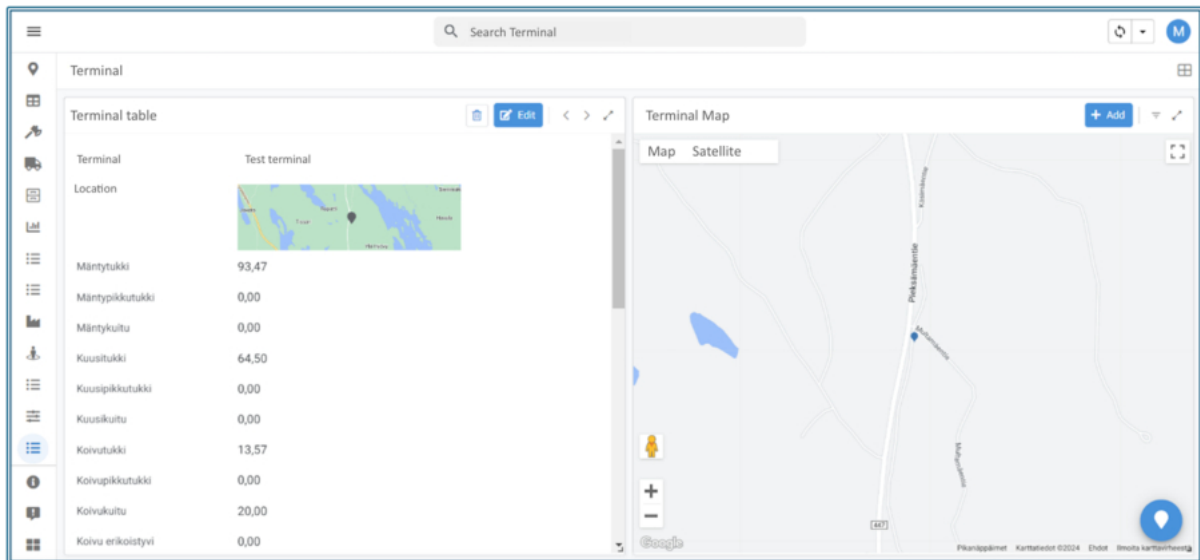 Search Terminal
M
Terminal
Terminal table
Edit
Terminal Map
+ Add
Terminal Test terminal
Location
Mäntytukki 93,47
Mäntypikkutukki 0,00
Mäntykuitu 0,00
Kuusitukki 64,50
Kuusipikkutukki 0,00
Kuusikuitu 0,00
Koivutukki 13,57
Koivupikkutukki 0,00
Koivukuitu 20,00
Koivu erikoistyvi 0,00
Map Satellite
Pieksämäentie
447
Google
Pikanäppäimet Karttatiedot ©2024 Ehdot Ilmoita karttavirheestä